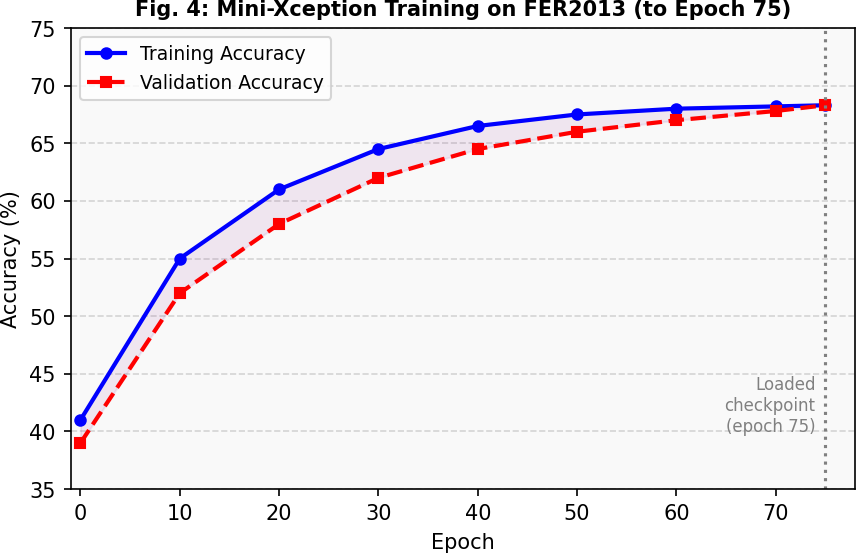 Fig. 4: Mini-Xception Training on FER2013 (to Epoch 75)
Training Accuracy
Validation Accuracy
Accuracy (%)
75
70
65
60
55
50
45
40
35
Loaded
checkpoint
(epoch 75)
0 10 20 30 40 50 60 70
Epoch